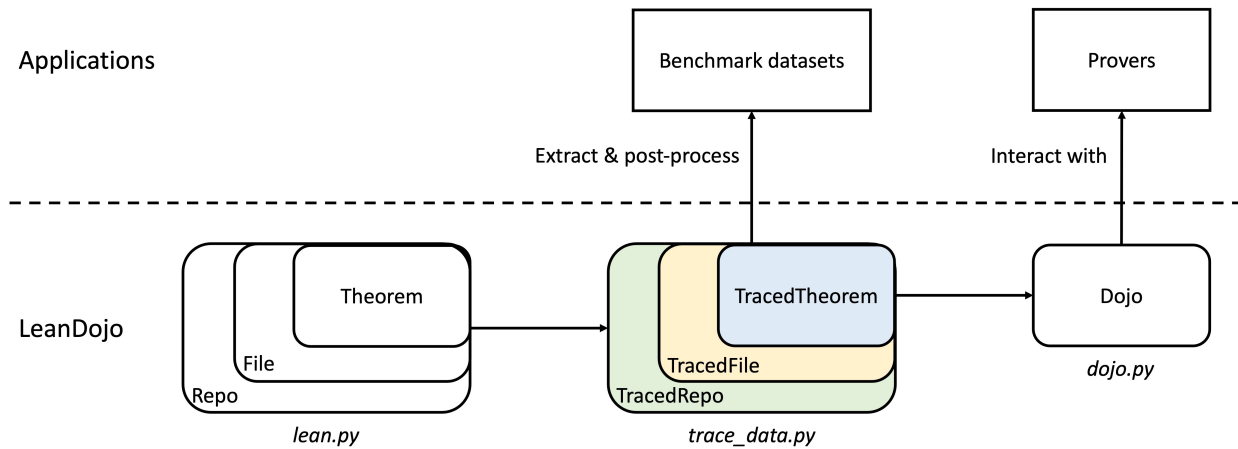 Applications
Benchmark datasets
Provers
Extract & post-process
Interact with
LeanDojo
Theorem
File
Repo
lean.py
TracedTheorem
TracedFile
TracedRepo
trace_data.py
Dojo
dojo.py